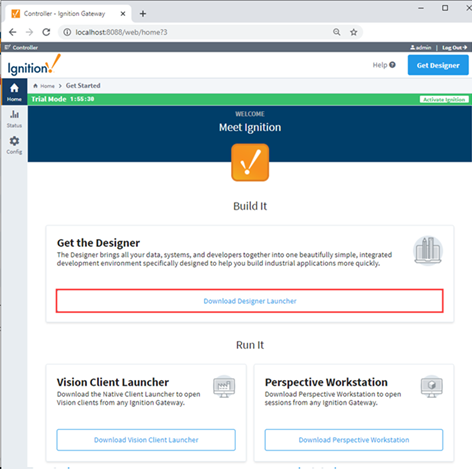 Controller - Ignition Gateway
localhost:8088/web/home?3
Controller
admin | Log Out
Ignition!
Help ?
Get Designer
Home
Home > Get Started
Trial Mode 1:55:30
Activate Ignition
Status
Config
WELCOME
Meet Ignition
Build It
Get the Designer
The Designer brings all your data, systems, and developers together into one beautifully simple, integrated
development environment specifically designed to help you build industrial applications more quickly.
Download Designer Launcher
Run It
Vision Client Launcher
Download the Native Client Launcher to open
Vision clients from any Ignition Gateway.
Download Vision Client Launcher
Perspective Workstation
Download Perspective Workstation to open
sessions from any Ignition Gateway.
Download Perspective Workstation